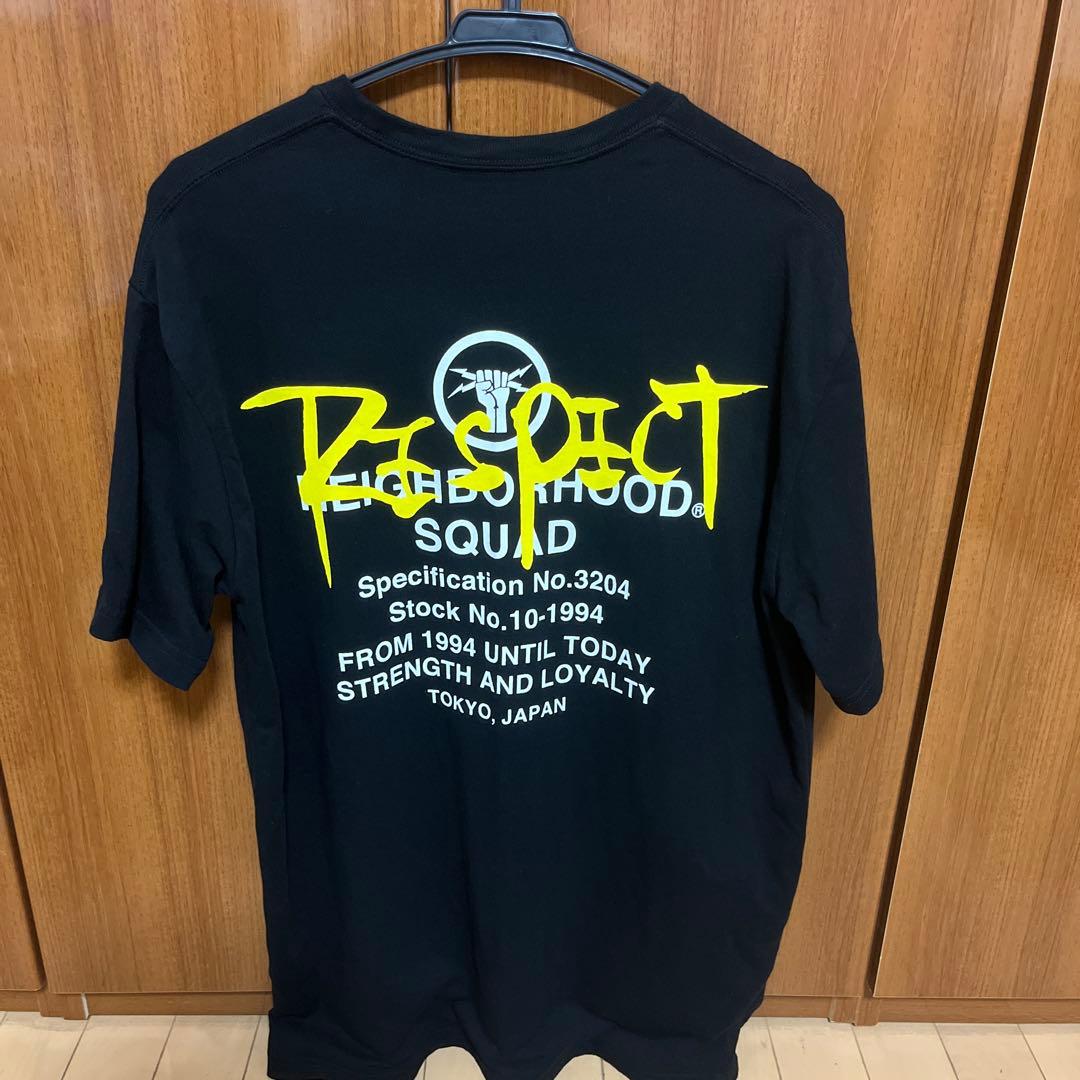 RESPECT
NEIGHBORHOOD®
SQUAD
Specification No.3204
Stock No.10-1994
FROM 1994 UNTIL TODAY
STRENGTH AND LOYALTY
TOKYO, JAPAN